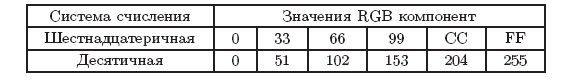 Система счисления Значения RGB компонент
Шестнадцатеричная 0 33 66 99 CC FF
Десятичная 0 51 102 153 204 255